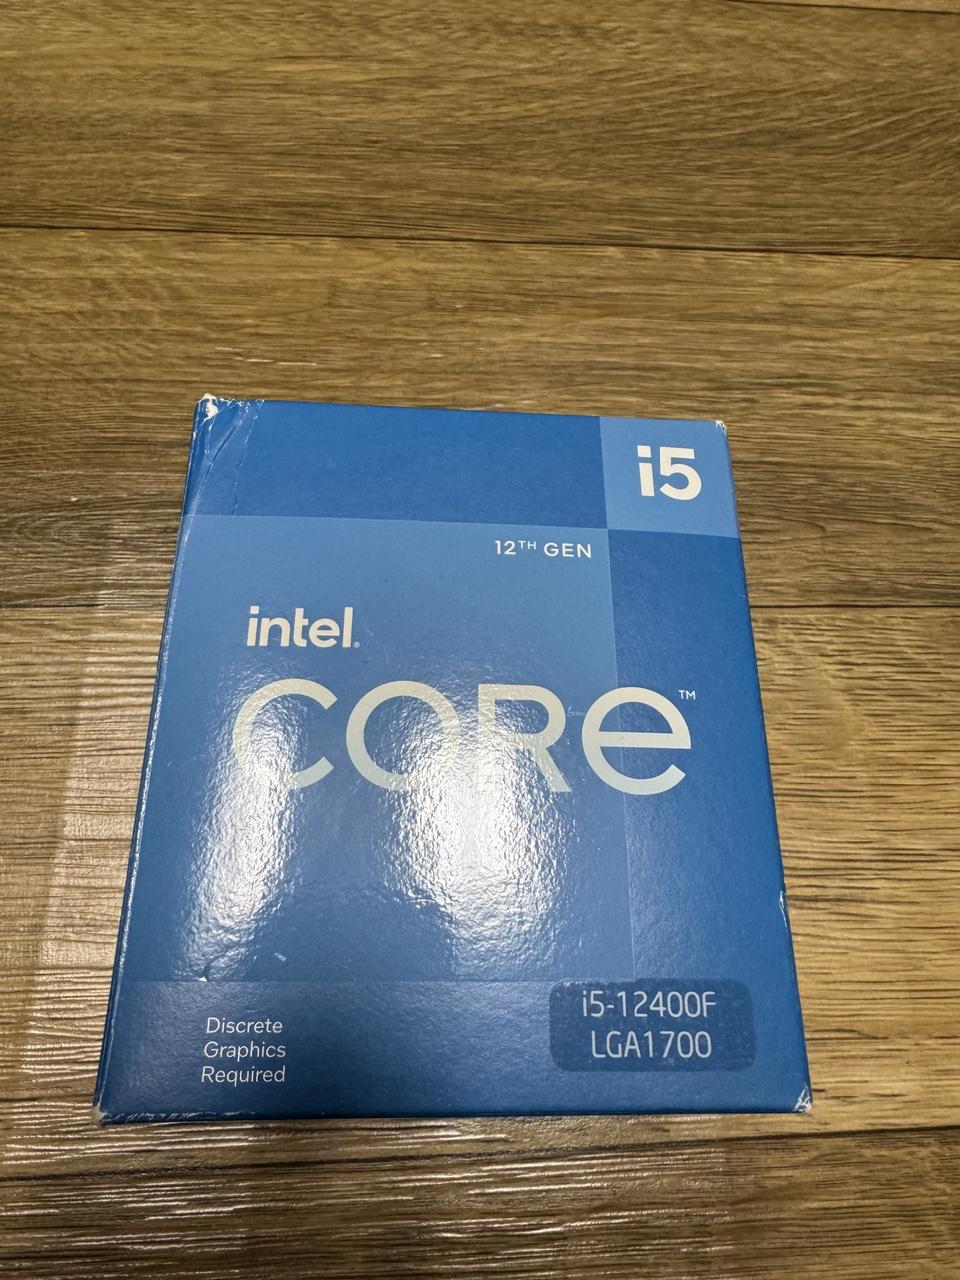 i5
12TH GEN
intel.
CORE™
Discrete
Graphics
Required
i5-12400F
LGA1700